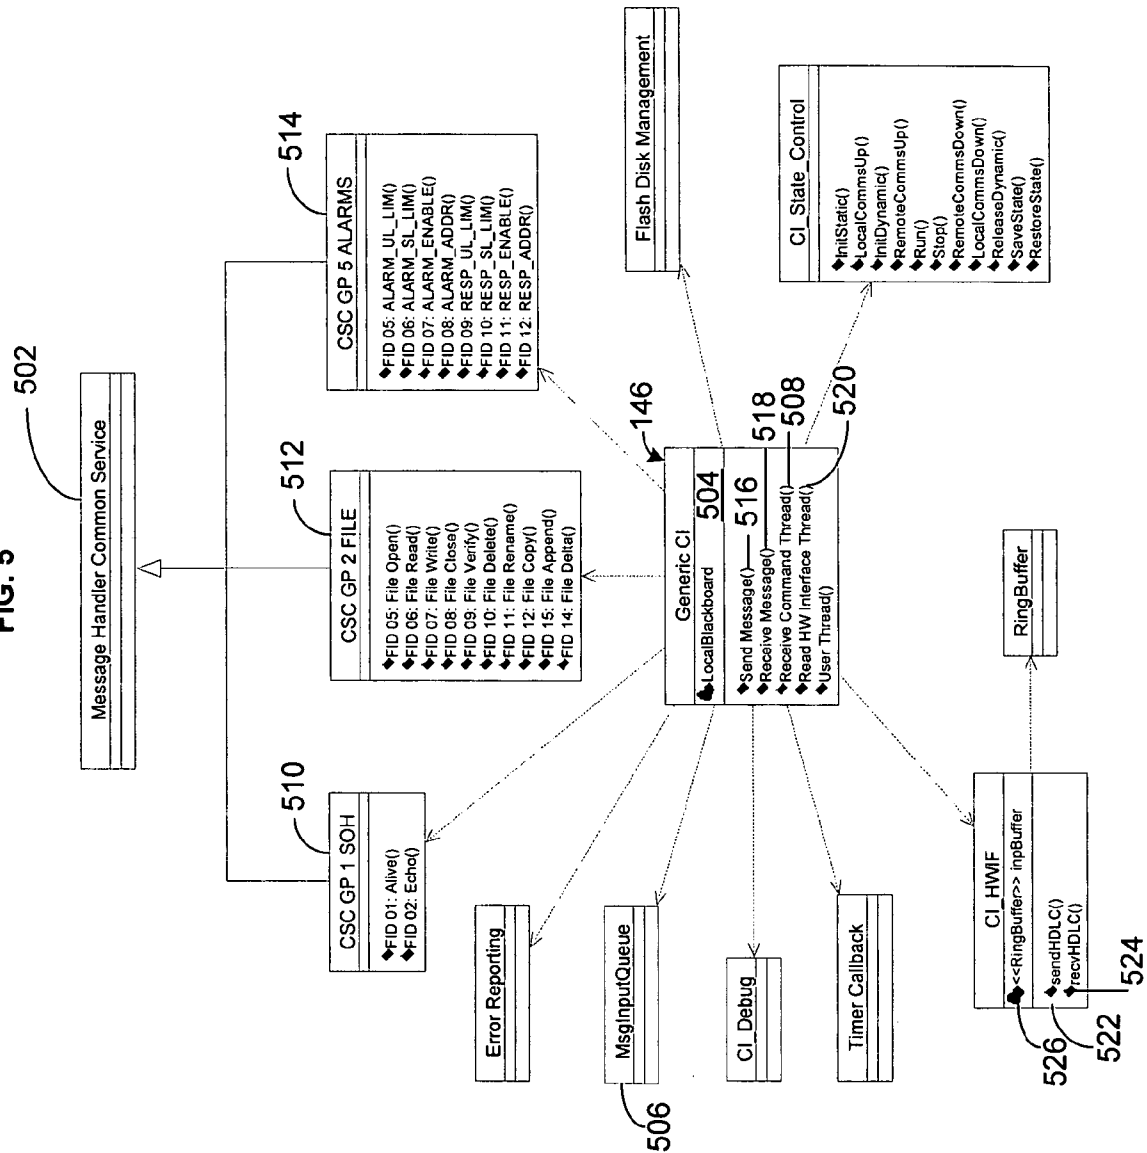 FIG. 5
Message Handler Common Service
502
CSC GP 1 SOH
510
FID 01: Alive()
FID 02: Echo()
CSC GP 2 FILE
512
FID 05: File Open()
FID 06: File Read()
FID 07: File Write()
FID 08: File Close()
FID 09: File Verify()
FID 10: File Delete()
FID 11: File Rename()
FID 12: File Copy()
FID 15: File Append()
FID 14: File Delta()
CSC GP 5 ALARMS
514
FID 05: ALARM_UL_LIM()
FID 06: ALARM_SL_LIM()
FID 07: ALARM_ENABLE()
FID 08: ALARM_ADDR()
FID 09: RESP_UL_LIM()
FID 10: RESP_SL_LIM()
FID 11: RESP_ENABLE()
FID 12: RESP_ADDR()
Error Reporting
MsgInputQueue
506
CI_Debug
Timer Callback
Generic CI
146
LocalBlackboard
504
Send Message()
516
Receive Message()
518
Receive Command Thread()
508
Read HW Interface Thread()
520
User Thread()
Flash Disk Management
CI_State_Control
InitStatic()
LocalCommsUp()
InitDynamic()
RemoteCommsUp()
Run()
Stop()
RemoteCommsDown()
LocalCommsDown()
ReleaseDynamic()
SaveState()
RestoreState()
CI_HWIF
<<RingBuffer>> inpBuffer
sendHDLC()
recvHDLC()
526
522
524
RingBuffer